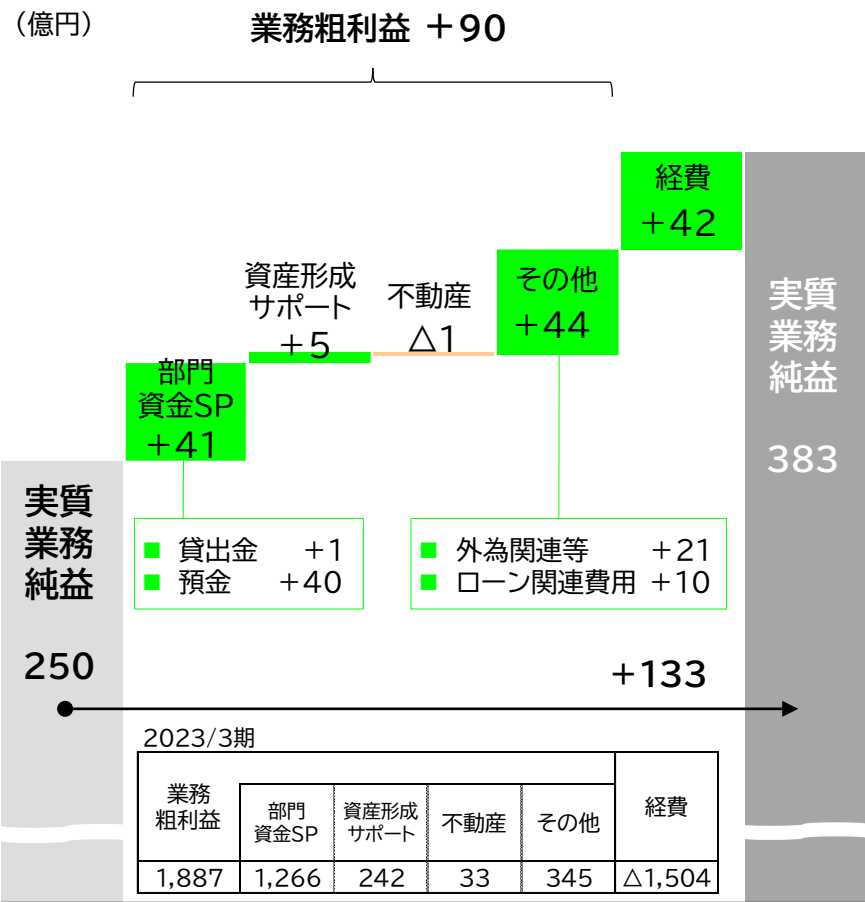 （億円）
業務粗利益 ＋90
経費
＋42
資産形成
サポート
＋5
不動産
△1
その他
＋44
部門
資金SP
＋41
実質
業務
純益
383
実質
業務
純益
250
■ 貸出金 ＋1
■ 預金 ＋40
■ 外為関連等 ＋21
■ ローン関連費用 ＋10
＋133
2023/3期
業務
粗利益
部門
資金SP
資産形成
サポート
不動産
その他
経費
1,887 1,266 242 33 345 △1,504